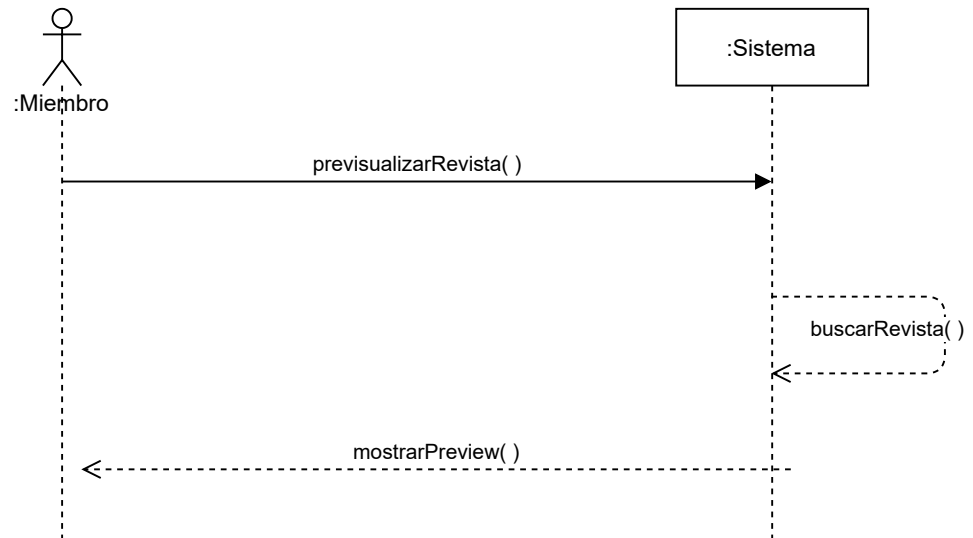 :Sistema
:Miembro
previsualizarRevista( )
buscarRevista( )
mostrarPreview( )